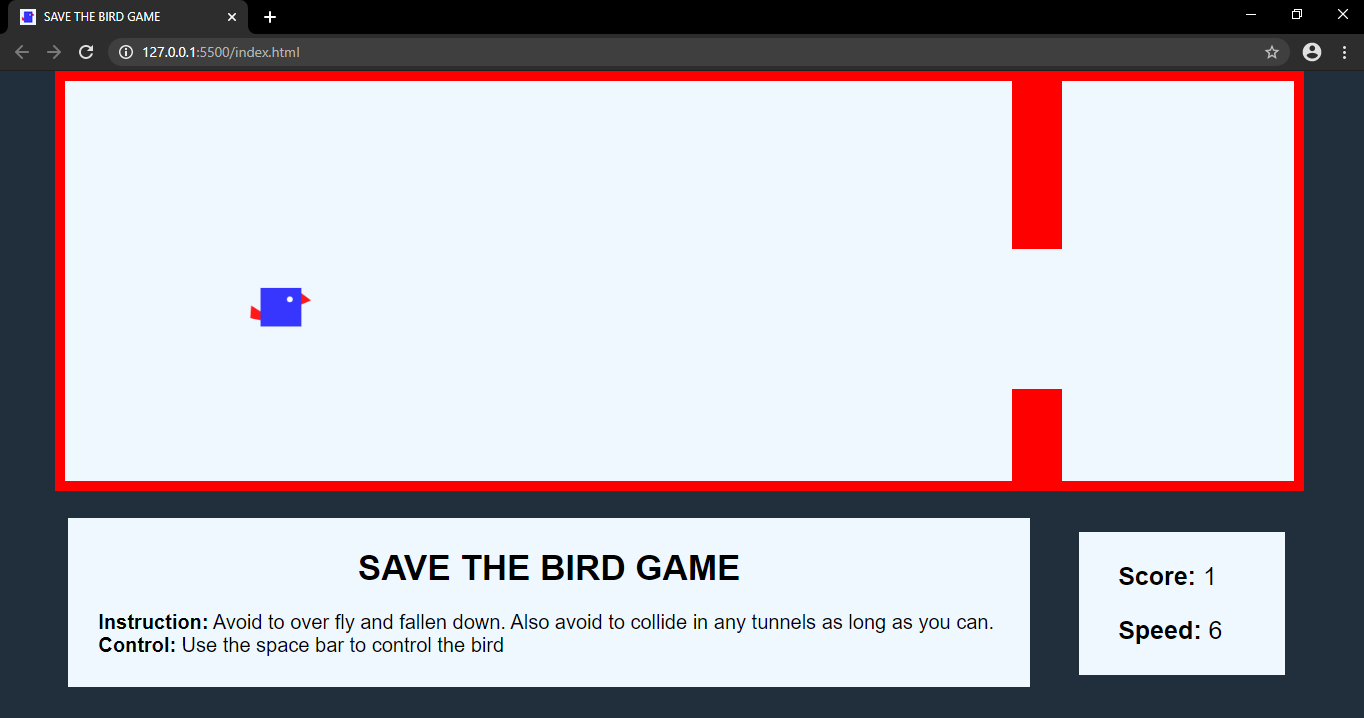 SAVE THE BIRD GAME
127.0.0.1:5500/index.html
SAVE THE BIRD GAME
Instruction: Avoid to over fly and fallen down. Also avoid to collide in any tunnels as long as you can.
Control: Use the space bar to control the bird
Score: 1
Speed: 6